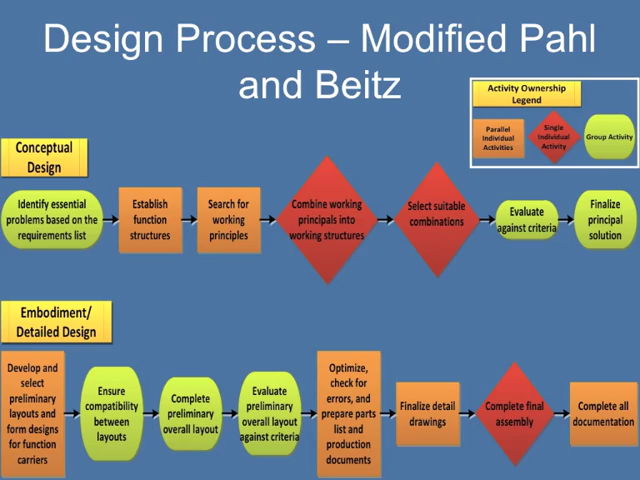 Design Process – Modified Pahl
and Beitz
Activity Ownership
Legend
Parallel
Individual
Activities
Single
Individual
Activity
Group Activity
Conceptual
Design
Identify essential
problems based on the
requirements list
Establish
function
structures
Search for
working
principles
Combine working
principals into
working structures
Select suitable
combinations
Evaluate
against criteria
Finalize
principal
solution
Embodiment/
Detailed Design
Develop and
select
preliminary
layouts and
form designs
for function
carriers
Ensure
compatibility
between
layouts
Complete
preliminary
overall layout
Evaluate
preliminary
overall layout
against criteria
Optimize,
check for
errors, and
prepare parts
list and
production
documents
Finalize detail
drawings
Complete final
assembly
Complete all
documentation